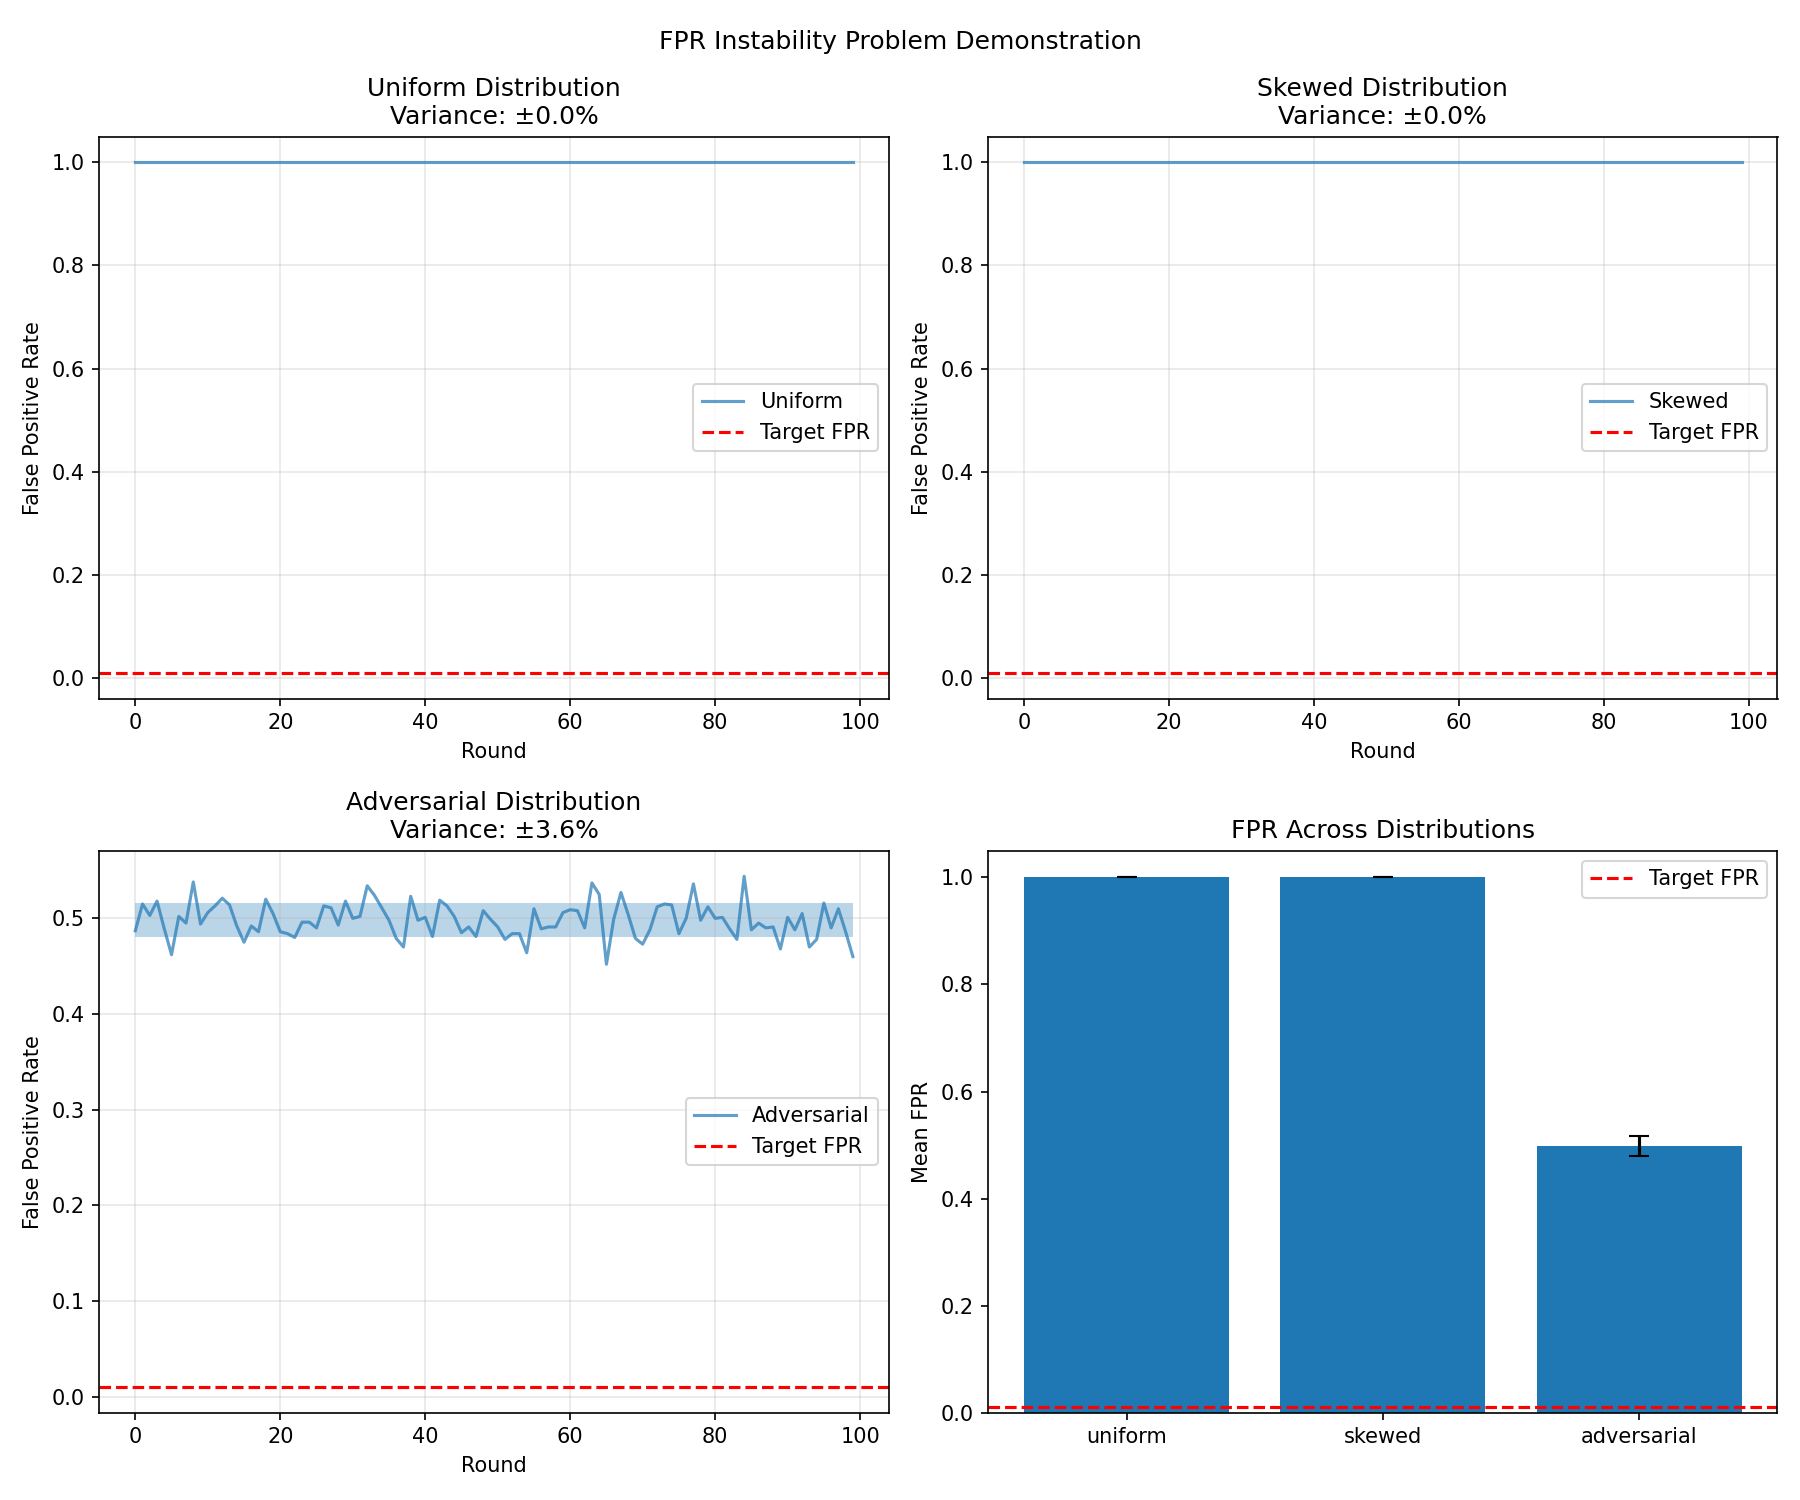 FPR Instability Problem Demonstration
Uniform Distribution
Variance: ±0.0%
1.0
0.8
0.6
0.4
0.2
0.0
False Positive Rate
Uniform
Target FPR
0 20 40 60 80 100
Round
Skewed Distribution
Variance: ±0.0%
1.0
0.8
0.6
0.4
0.2
0.0
False Positive Rate
Skewed
Target FPR
0 20 40 60 80 100
Round
Adversarial Distribution
Variance: ±3.6%
0.5
0.4
0.3
0.2
0.1
0.0
False Positive Rate
Adversarial
Target FPR
0 20 40 60 80 100
Round
FPR Across Distributions
1.0
0.8
0.6
0.4
0.2
0.0
Mean FPR
Target FPR
uniform skewed adversarial